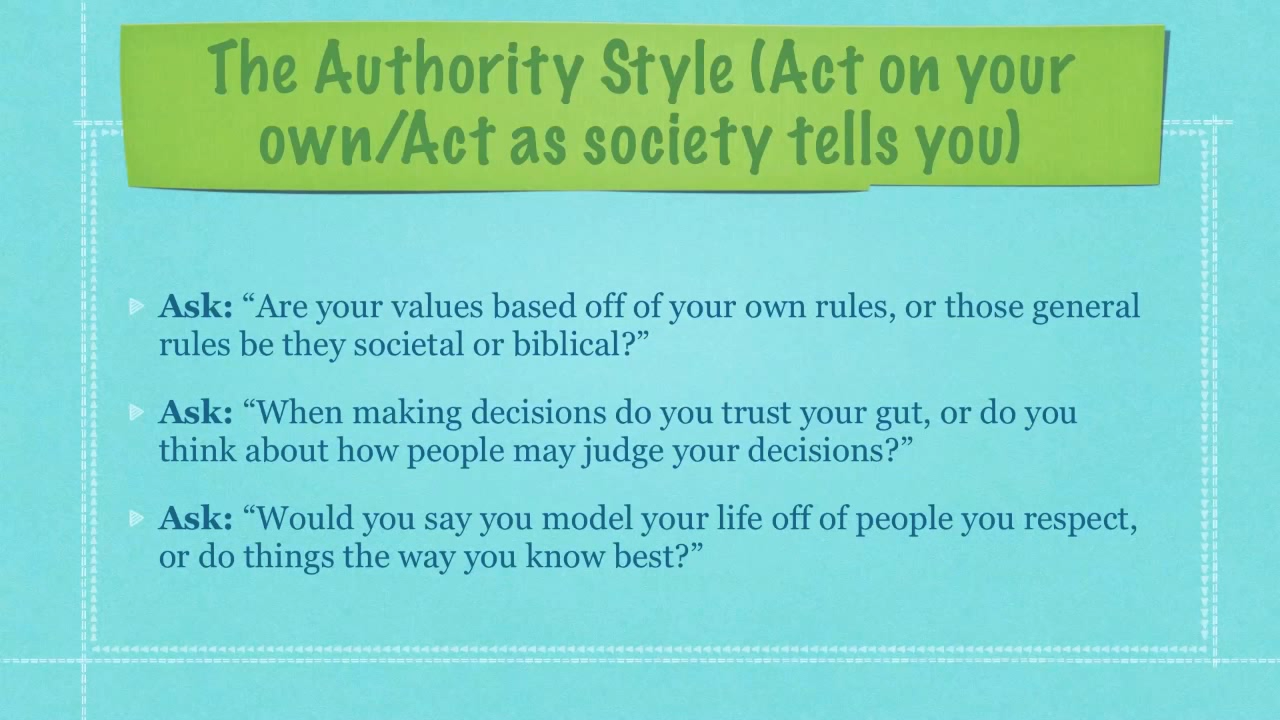 The Authority Style (Act on your
own/Act as society tells you)
Ask: “Are your values based off of your own rules, or those general
rules be they societal or biblical?”
Ask: “When making decisions do you trust your gut, or do you
think about how people may judge your decisions?”
Ask: “Would you say you model your life off of people you respect,
or do things the way you know best?”